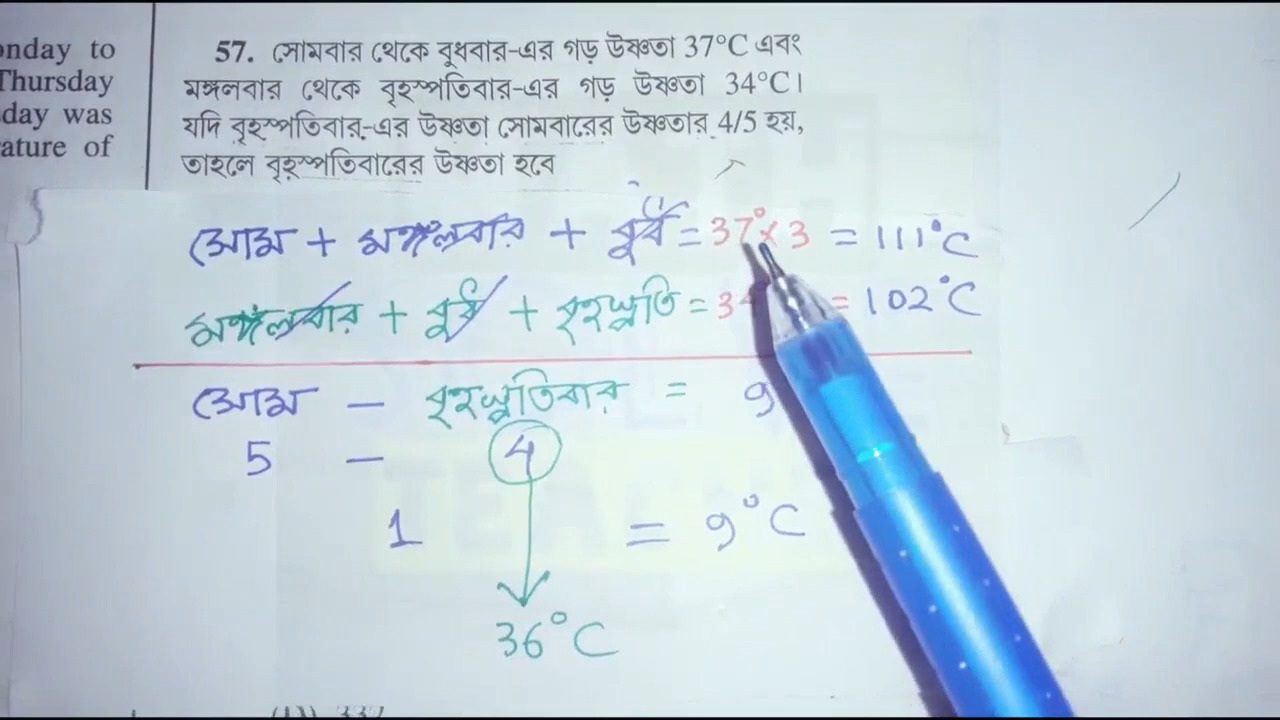 onday to
Thursday
day was
ature of
57. সোমবার থেকে বুধবার-এর গড় উষ্ণতা 37°C এবং
মঙ্গলবার থেকে বৃহস্পতিবার-এর গড় উষ্ণতা 34°C।
যদি বৃহস্পতিবার-এর উষ্ণতা সোমবারের উষ্ণতার 4/5 হয়,
তাহলে বৃহস্পতিবারের উষ্ণতা হবে
সোম + মঙ্গলবার + বুধ = 37° × 3 = 111°C
মঙ্গলবার + বুধ + বৃহস্পতি = 34 = 102°C
সোম – বৃহস্পতিবার = 9
5 – 4
1 = 9°C
36°C